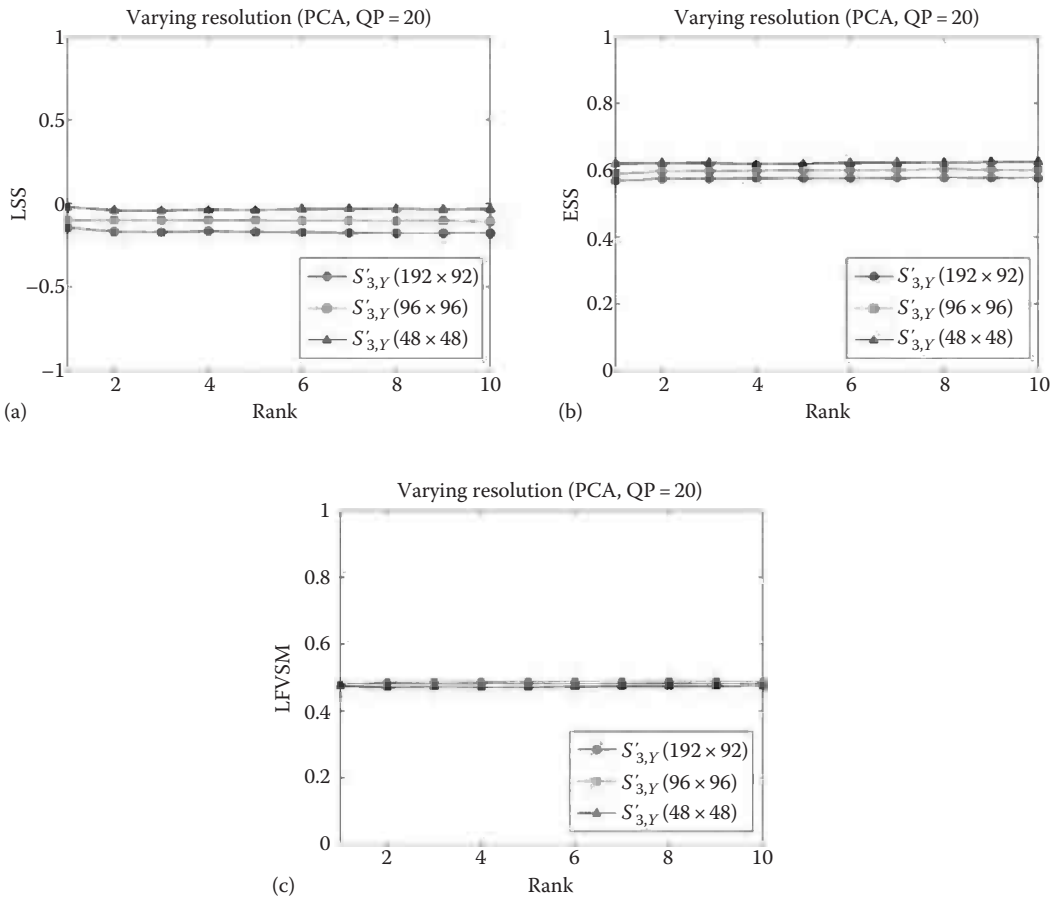 Varying resolution (PCA, QP = 20)
1
0.5
0
−0.5
−1
LSS
2
4
6
8
10
Rank
S′3,Y (192 × 92)
S′3,Y (96 × 96)
S′3,Y (48 × 48)
(a)
Varying resolution (PCA, QP = 20)
1
0.8
0.6
0.4
0.2
0
ESS
2
4
6
8
10
Rank
S′3,Y (192 × 92)
S′3,Y (96 × 96)
S′3,Y (48 × 48)
(b)
Varying resolution (PCA, QP = 20)
1
0.8
0.6
0.4
0.2
0
LFVSM
2
4
6
8
10
Rank
S′3,Y (192 × 92)
S′3,Y (96 × 96)
S′3,Y (48 × 48)
(c)